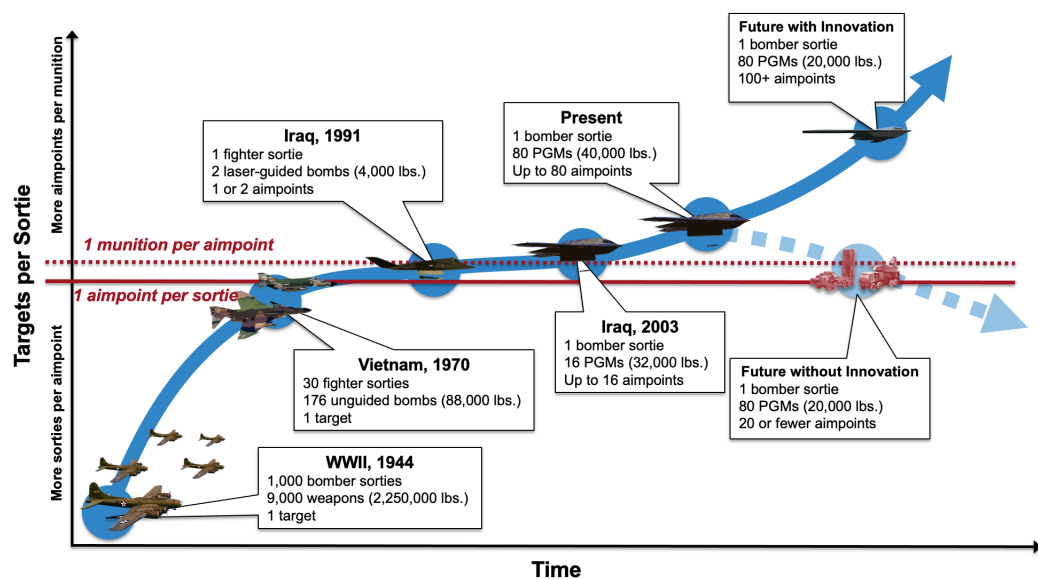 Targets per Sortie
More aimpoints per munition
More sorties per aimpoint
Future with Innovation
1 bomber sortie
80 PGMs (20,000 lbs.)
100+ aimpoints
Present
1 bomber sortie
80 PGMs (40,000 lbs.)
Up to 80 aimpoints
Iraq, 1991
1 fighter sortie
2 laser-guided bombs (4,000 lbs.)
1 or 2 aimpoints
1 munition per aimpoint
1 aimpoint per sortie
Iraq, 2003
1 bomber sortie
16 PGMs (32,000 lbs.)
Up to 16 aimpoints
Vietnam, 1970
30 fighter sorties
176 unguided bombs (88,000 lbs.)
1 target
Future without Innovation
1 bomber sortie
80 PGMs (20,000 lbs.)
20 or fewer aimpoints
WWII, 1944
1,000 bomber sorties
9,000 weapons (2,250,000 lbs.)
1 target
Time